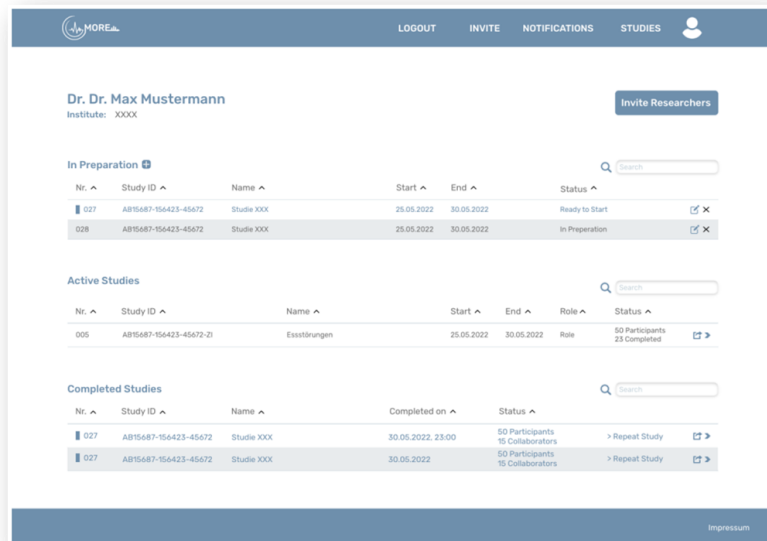 MORE
LOGOUT INVITE NOTIFICATIONS STUDIES
Dr. Dr. Max Mustermann
Institute: XXXX
Invite Researchers
In Preparation
Search
Nr. Study ID Name Start End Status
027 AB15687-156423-45672 Studie XXX 25.05.2022 30.05.2022 Ready to Start
028 AB15687-156423-45672 Studie XXX 25.05.2022 30.05.2022 In Preperation
Active Studies
Search
Nr. Study ID Name Start End Role Status
005 AB15687-156423-45672-ZI Essstörungen 25.05.2022 30.05.2022 Role 50 Participants
23 Completed
Completed Studies
Search
Nr. Study ID Name Completed on Status
027 AB15687-156423-45672 Studie XXX 30.05.2022, 23:00 50 Participants
15 Collaborators
> Repeat Study
027 AB15687-156423-45672 Studie XXX 30.05.2022 50 Participants
15 Collaborators
> Repeat Study
Impressum